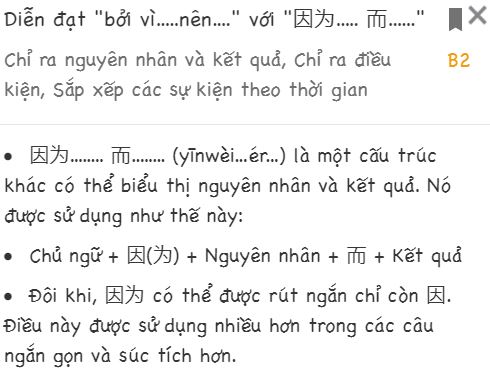 Diễn đạt "bởi vì.....nên...." với "因为..... 而......"
Chỉ ra nguyên nhân và kết quả, Chỉ ra điều
B2
kiện, Sắp xếp các sự kiện theo thời gian
• 因为........ 而........ (yīnwèi...ér...) là một cấu trúc
khác có thể biểu thị nguyên nhân và kết quả. Nó
được sử dụng như thế này:
• Chủ ngữ + 因(为) + Nguyên nhân + 而 + Kết quả
• Đôi khi, 因为 có thể được rút ngắn chỉ còn 因.
Điều này được sử dụng nhiều hơn trong các câu
ngắn gọn và súc tích hơn.